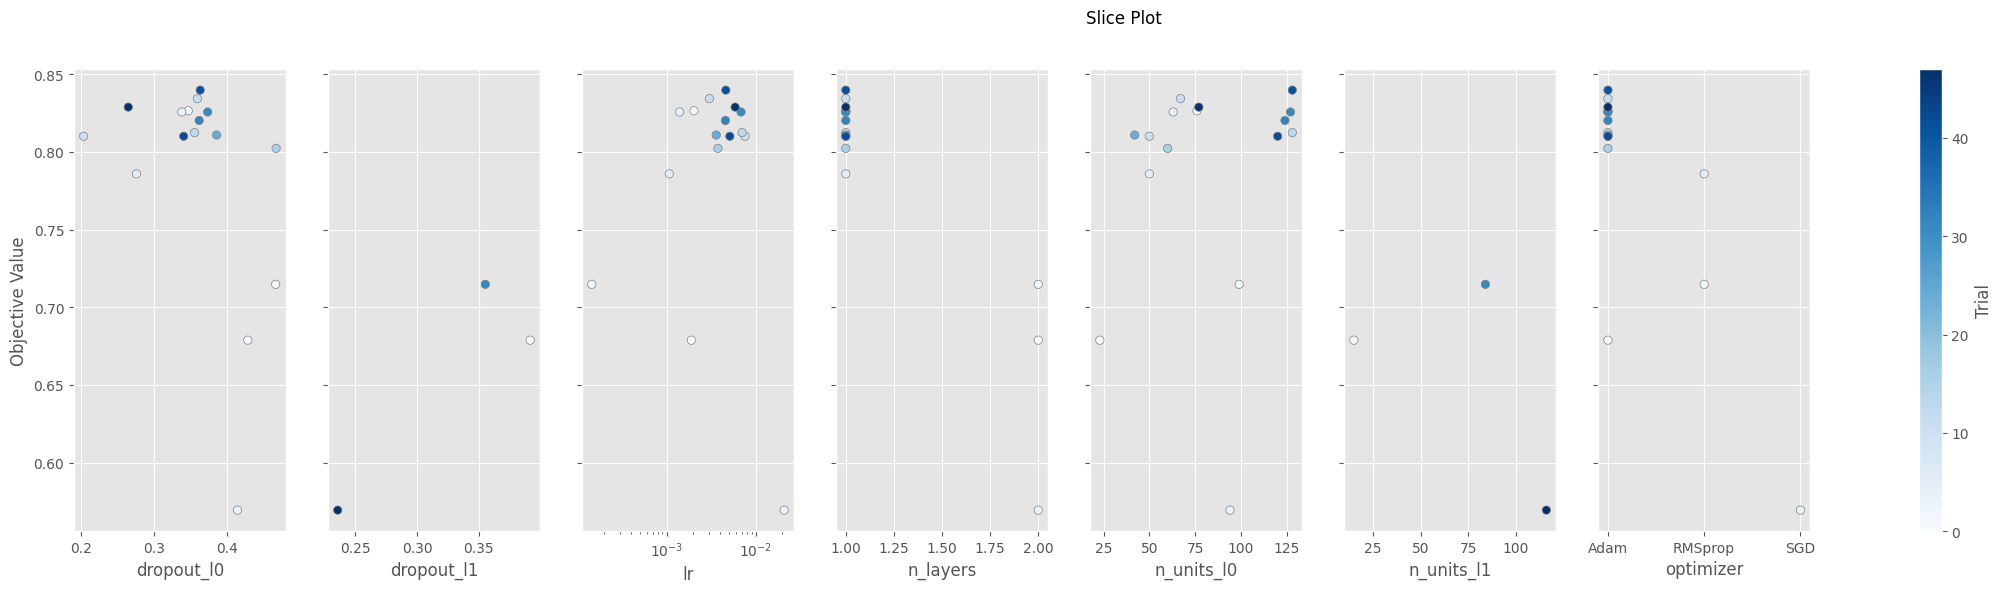 Slice Plot
Objective Value
0.85
0.80
0.75
0.70
0.65
0.60
0.2 0.3 0.4
dropout_l0
0.25 0.30 0.35
dropout_l1
10⁻³ 10⁻²
lr
1.00 1.25 1.50 1.75 2.00
n_layers
25 50 75 100 125
n_units_l0
25 50 75 100
n_units_l1
Adam RMSprop SGD
optimizer
40
30
20
10
0
Trial